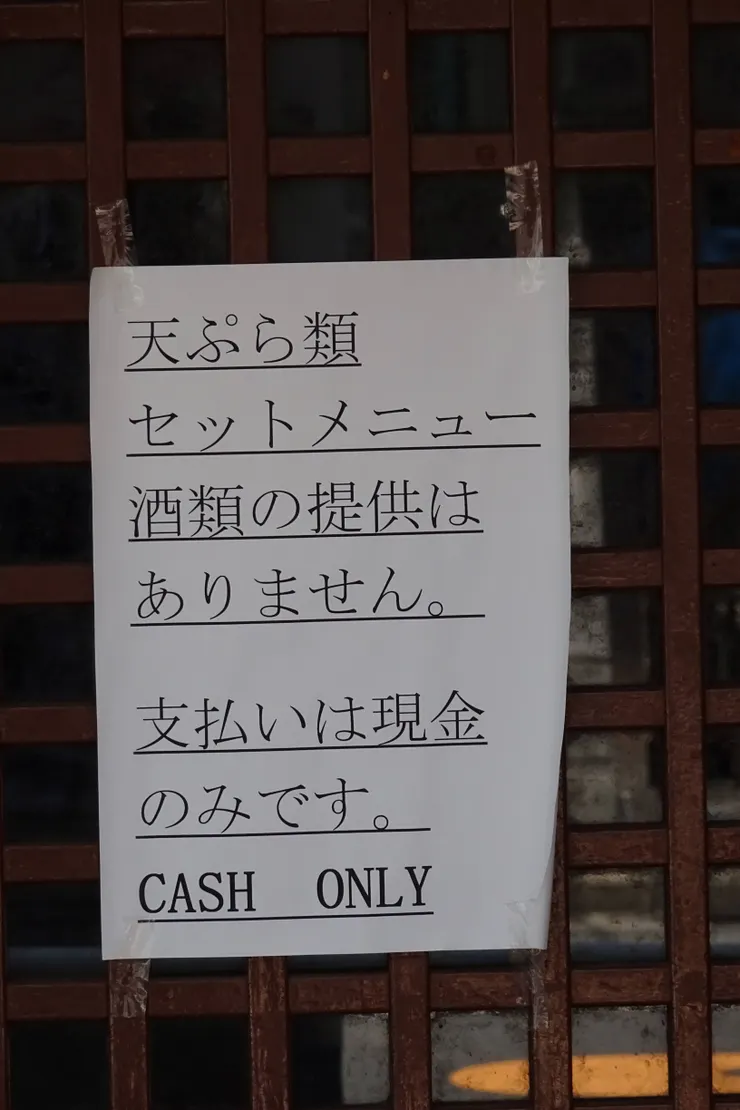 天ぷら類
セットメニュー
酒類の提供は
ありません。
支払いは現金
のみです。
CASH ONLY